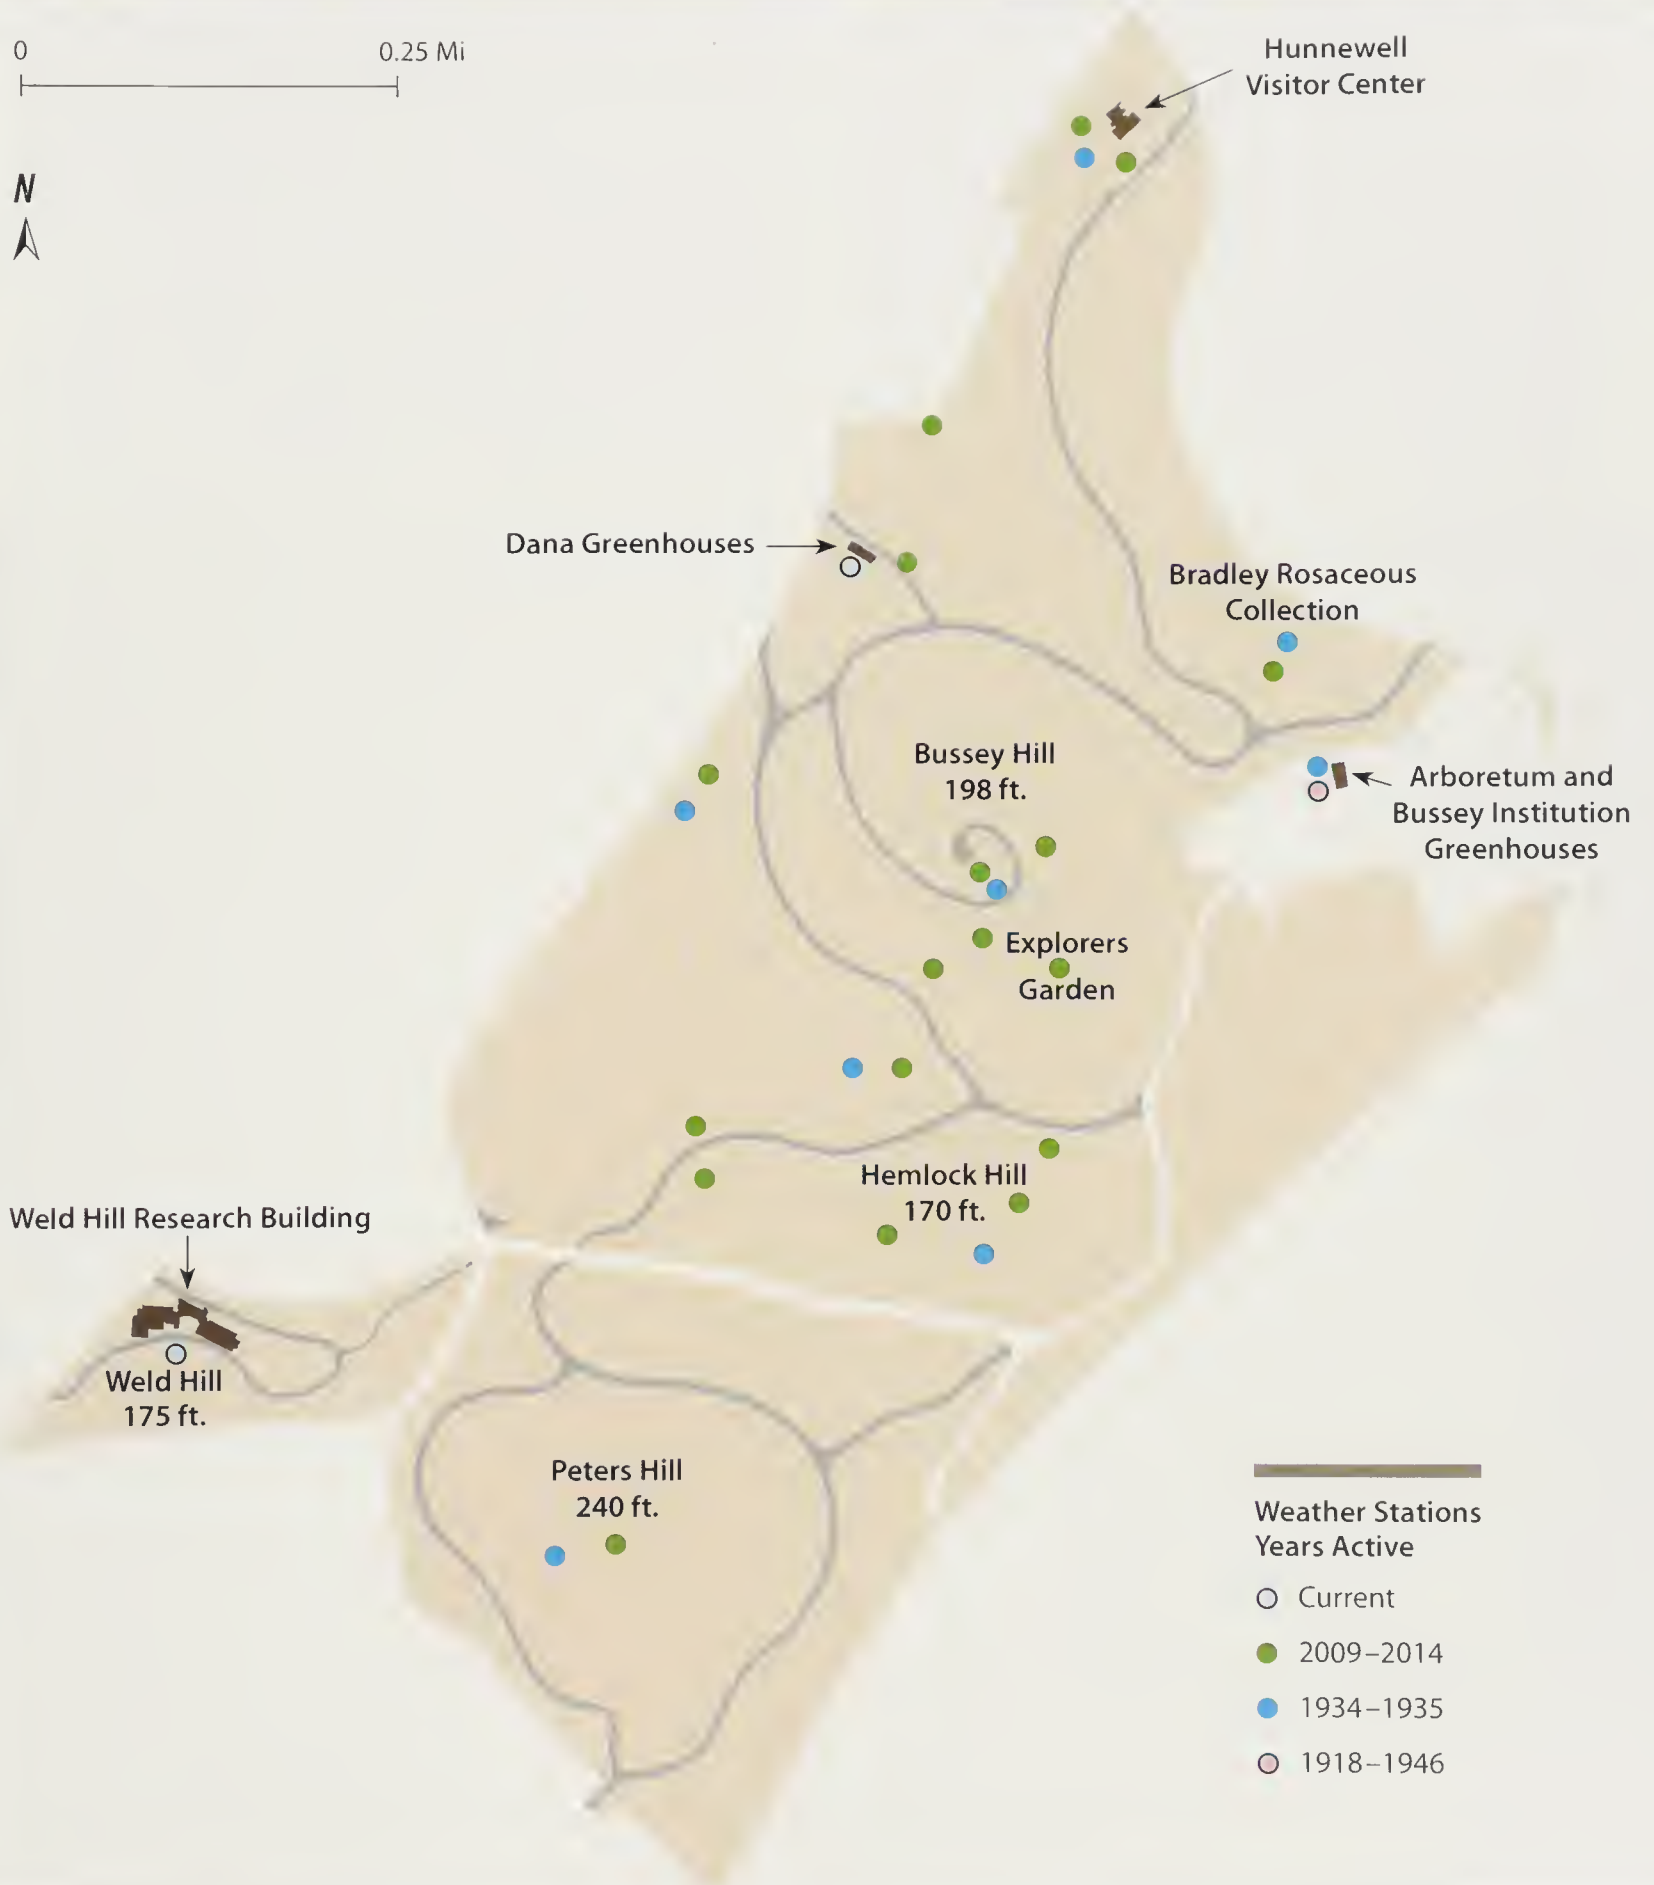 0
0.25 Mi
N
Hunnewell
Visitor Center
Dana Greenhouses
Bradley Rosaceous
Collection
Bussey Hill
198 ft.
Arboretum and
Bussey Institution
Greenhouses
Explorers
Garden
Hemlock Hill
170 ft.
Weld Hill Research Building
Weld Hill
175 ft.
Peters Hill
240 ft.
Weather Stations
Years Active
Current
2009–2014
1934–1935
1918–1946